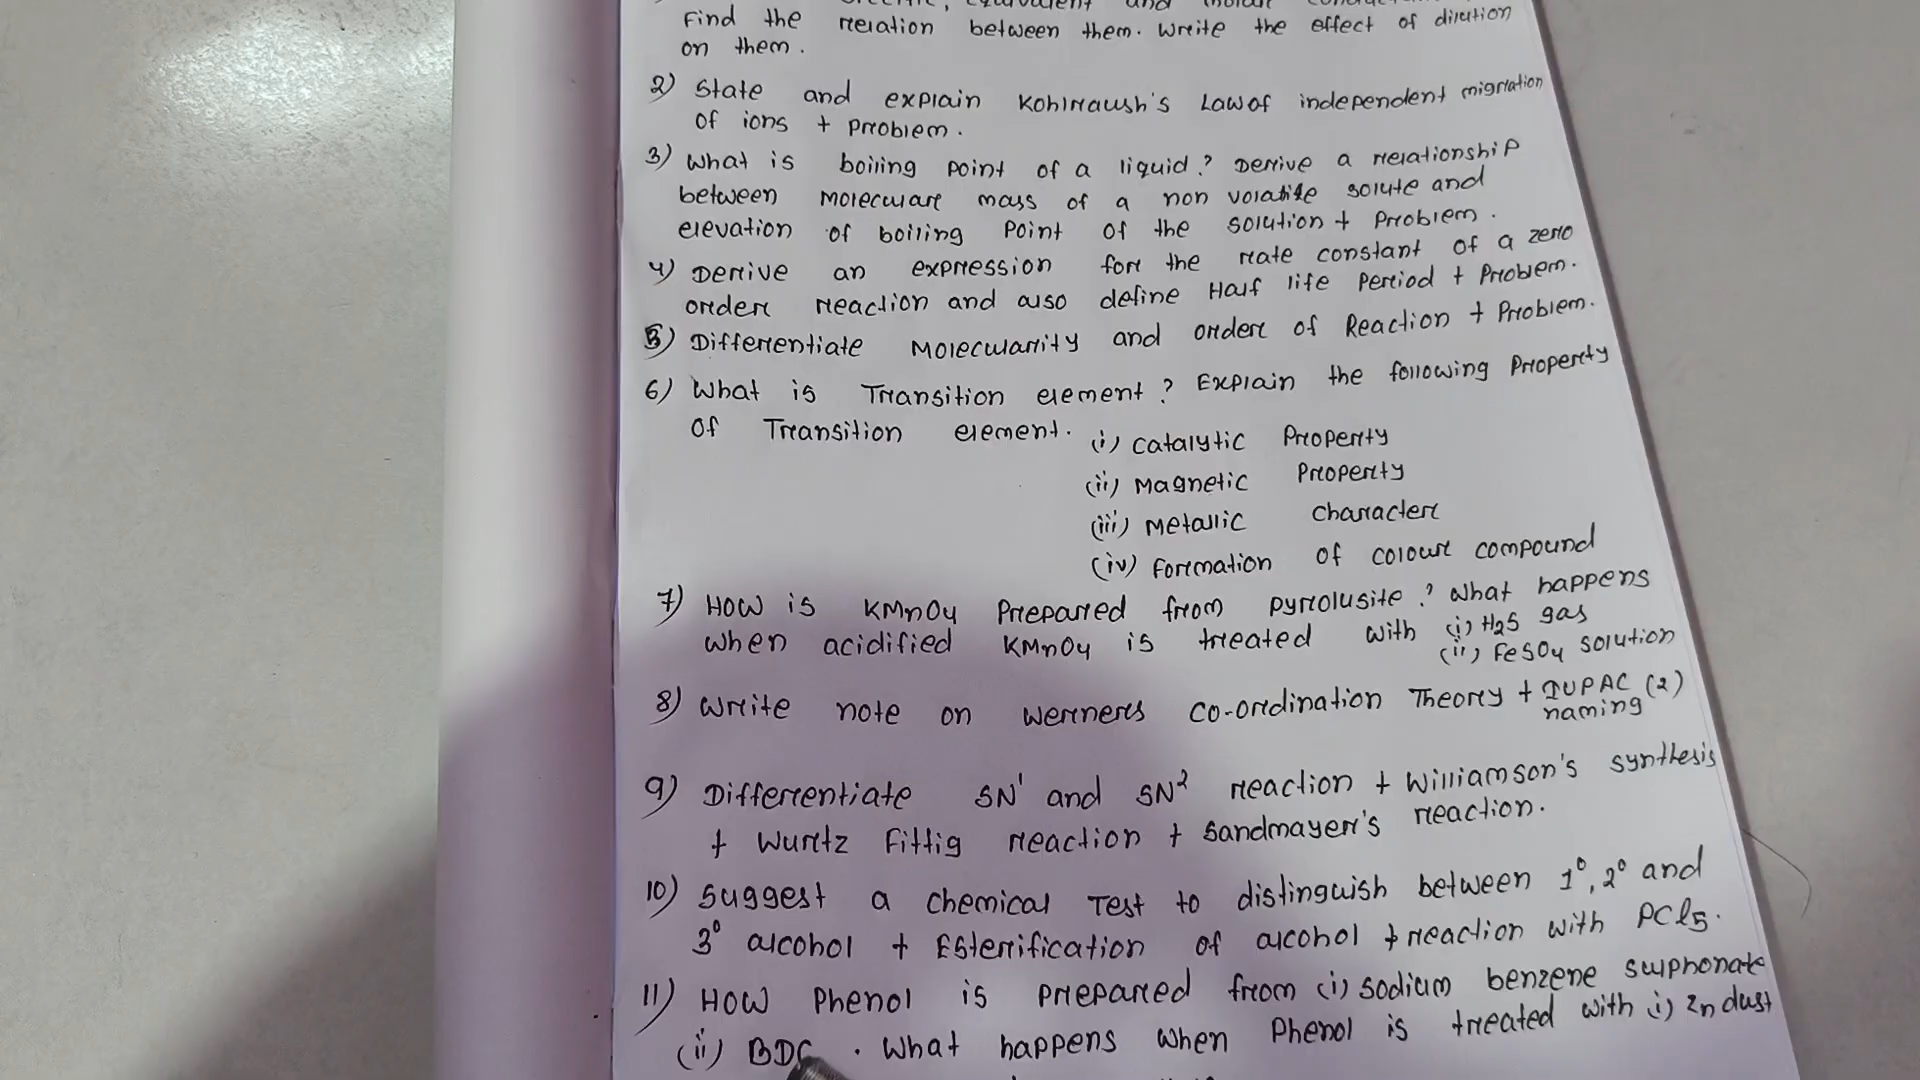 Find the relation between them. Write the effect of dilution
on them.
2) State and explain Kohlraush's Law of independent migration
of ions + Problem.
3) What is boiling point of a liquid? Derive a relationship
between Molecular mass of a non volatile solute and
elevation of boiling Point of the solution + Problem.
4) Derive an expression for the rate constant of a zero
order reaction and also define Half life Period + Problem.
5) Differentiate Molecularity and order of Reaction + Problem.
6) What is Transition element? Explain the following Property
of Transition element. (i) Catalytic Property
(ii) Magnetic Property
(iii) Metallic Character
(iv) Formation of colour compound
7) How is KMnO4 Prepared from pyrolusite? What happens
when acidified KMnO4 is treated with (i) H2S gas
(ii) FeSO4 solution
8) Write note on Werners Co-ordination Theory + IUPAC (2)
naming
9) Differentiate SN1 and SN2 reaction + Williamson's synthesis
+ Wurtz Fittig reaction + Sandmayer's reaction.
10) Suggest a chemical Test to distinguish between 1°, 2° and
3° alcohol + Esterification of alcohol + reaction with PCl5.
11) How Phenol is prepared from (i) sodium benzene sulphonate
(ii) BDC. What happens when Phenol is treated with i) Zn dust